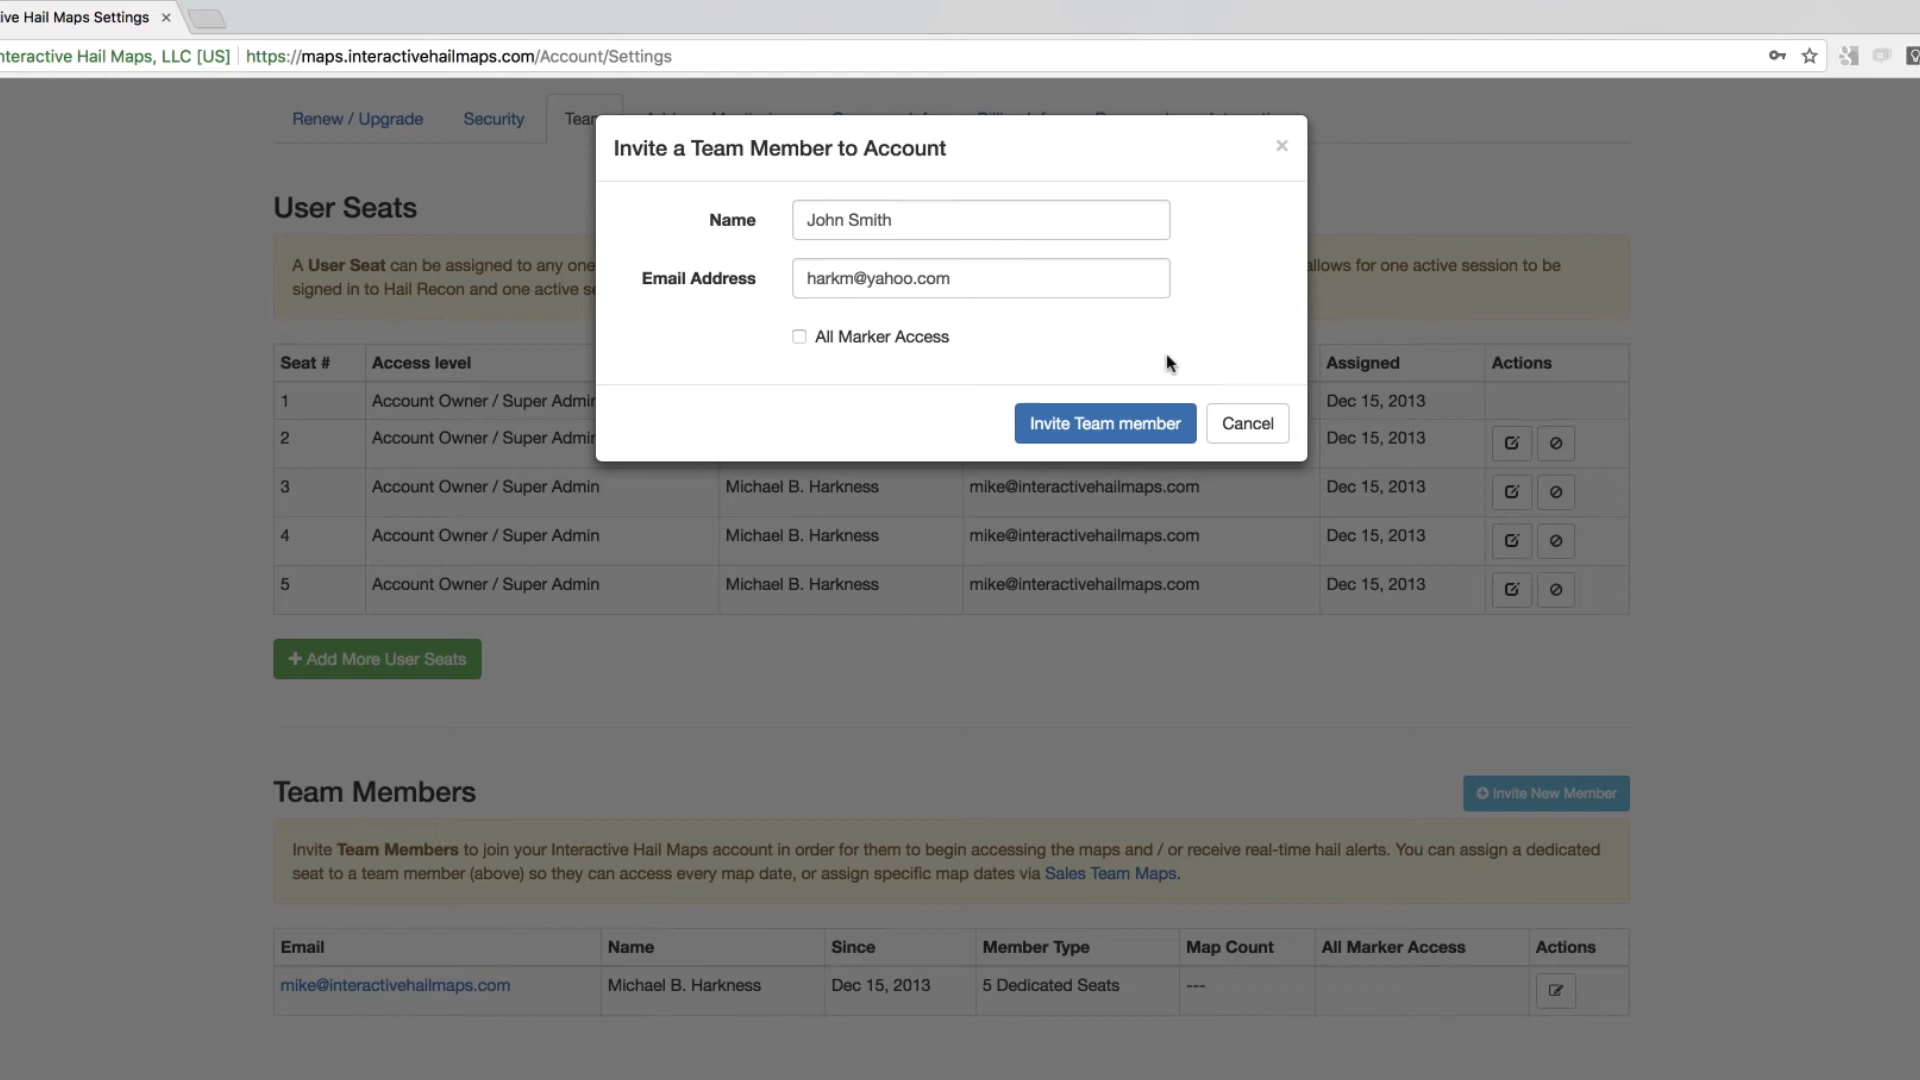 ive Hail Maps Settings ×
nteractive Hail Maps, LLC [US] https://maps.interactivehailmaps.com/Account/Settings
Renew / Upgrade Security
Invite a Team Member to Account ×
Name John Smith
Email Address harkm@yahoo.com
All Marker Access
Invite Team member Cancel
User Seats
A User Seat can be assigned to any one allows for one active session to be
signed in to Hail Recon and one active se
Seat # Access level Assigned Actions
1 Account Owner / Super Admin Dec 15, 2013
2 Account Owner / Super Admin Dec 15, 2013
3 Account Owner / Super Admin Michael B. Harkness mike@interactivehailmaps.com Dec 15, 2013
4 Account Owner / Super Admin Michael B. Harkness mike@interactivehailmaps.com Dec 15, 2013
5 Account Owner / Super Admin Michael B. Harkness mike@interactivehailmaps.com Dec 15, 2013
+ Add More User Seats
Team Members
Invite New Member
Invite Team Members to join your Interactive Hail Maps account in order for them to begin accessing the maps and / or receive real-time hail alerts. You can assign a dedicated
seat to a team member (above) so they can access every map date, or assign specific map dates via Sales Team Maps.
Email Name Since Member Type Map Count All Marker Access Actions
mike@interactivehailmaps.com Michael B. Harkness Dec 15, 2013 5 Dedicated Seats ---